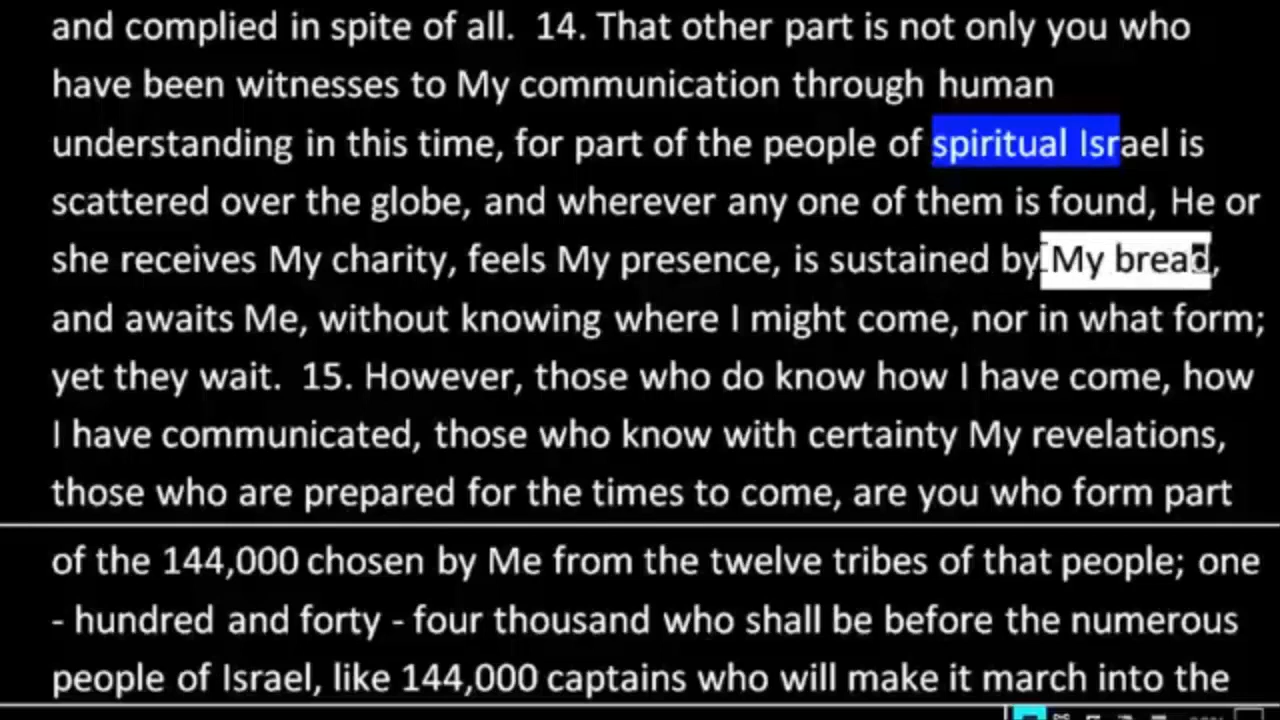 and complied in spite of all.  14. That other part is not only you who
have been witnesses to My communication through human
understanding in this time, for part of the people of spiritual Israel is
scattered over the globe, and wherever any one of them is found, He or
she receives My charity, feels My presence, is sustained by My bread,
and awaits Me, without knowing where I might come, nor in what form;
yet they wait.  15. However, those who do know how I have come, how
I have communicated, those who know with certainty My revelations,
those who are prepared for the times to come, are you who form part
of the 144,000 chosen by Me from the twelve tribes of that people; one
- hundred and forty - four thousand who shall be before the numerous
people of Israel, like 144,000 captains who will make it march into the